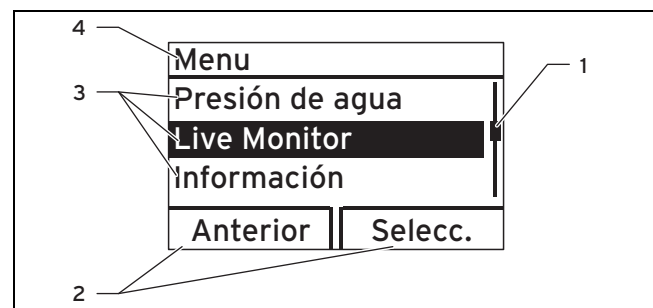 4
Menu
1
3
Presión de agua
Live Monitor
Información
Anterior Selecc.
2